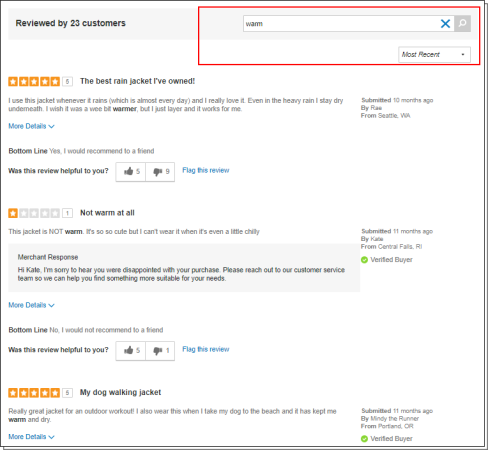 Reviewed by 23 customers
warm
Most Recent
5 The best rain jacket I've owned!
I use this jacket whenever it rains (which is almost every day) and I really love it. Even in the heavy rain I stay dry
underneath. I wish it was a wee bit warmer, but I just layer and it works for me.
Submitted 10 months ago
By Rae
From Seattle, WA
More Details
Bottom Line Yes, I would recommend to a friend
Was this review helpful to you? 5 9 Flag this review
1 Not warm at all
This jacket is NOT warm. It's so so cute but I can't wear it when it's even a little chilly
Submitted 11 months ago
By Kate
From Central Falls, RI
Verified Buyer
Merchant Response
Hi Kate. I'm sorry to hear you were disappointed with your purchase. Please reach out to our customer service
team so we can help you find something more suitable for your needs.
More Details
Bottom Line No, I would not recommend to a friend
Was this review helpful to you? 5 1 Flag this review
5 My dog walking jacket
Really great jacket for an outdoor workout! I also wear this when I take my dog to the beach and it has kept me
warm and dry.
Submitted 11 months ago
By Mindy the Runner
From Portland, OR
Verified Buyer
More Details